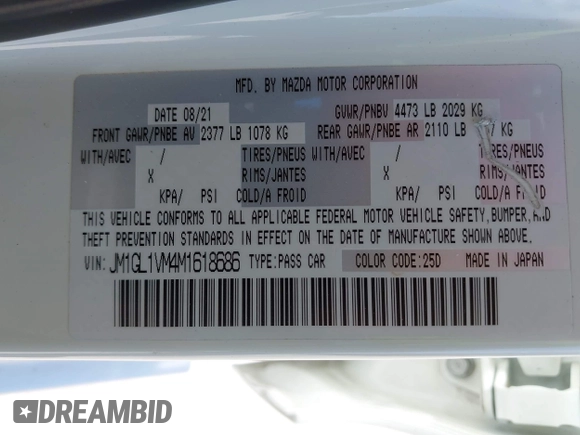 MFD. BY MAZDA MOTOR CORPORATION
DATE 08/21 GVWR/PNBV 4473 LB 2029 KG
FRONT GAWR/PNBE AV 2377 LB 1078 KG REAR GAWR/PNBE AR 2110 LB KG
WITH/AVEC / TIRES/PNEUS WITH/AVEC / TIRES/PNEUS
X RIMS/JANTES X RIMS/JANTES
KPA/ PSI COLD/A FROID KPA/ PSI COLD/A FROID
THIS VEHICLE CONFORMS TO ALL APPLICABLE FEDERAL MOTOR VEHICLE SAFETY, BUMPER, AND
THEFT PREVENTION STANDARDS IN EFFECT ON THE DATE OF MANUFACTURE SHOWN ABOVE.
VIN: JM1GL1VM4M1618686 TYPE:PASS CAR COLOR CODE:25D MADE IN JAPAN
DREAMBID